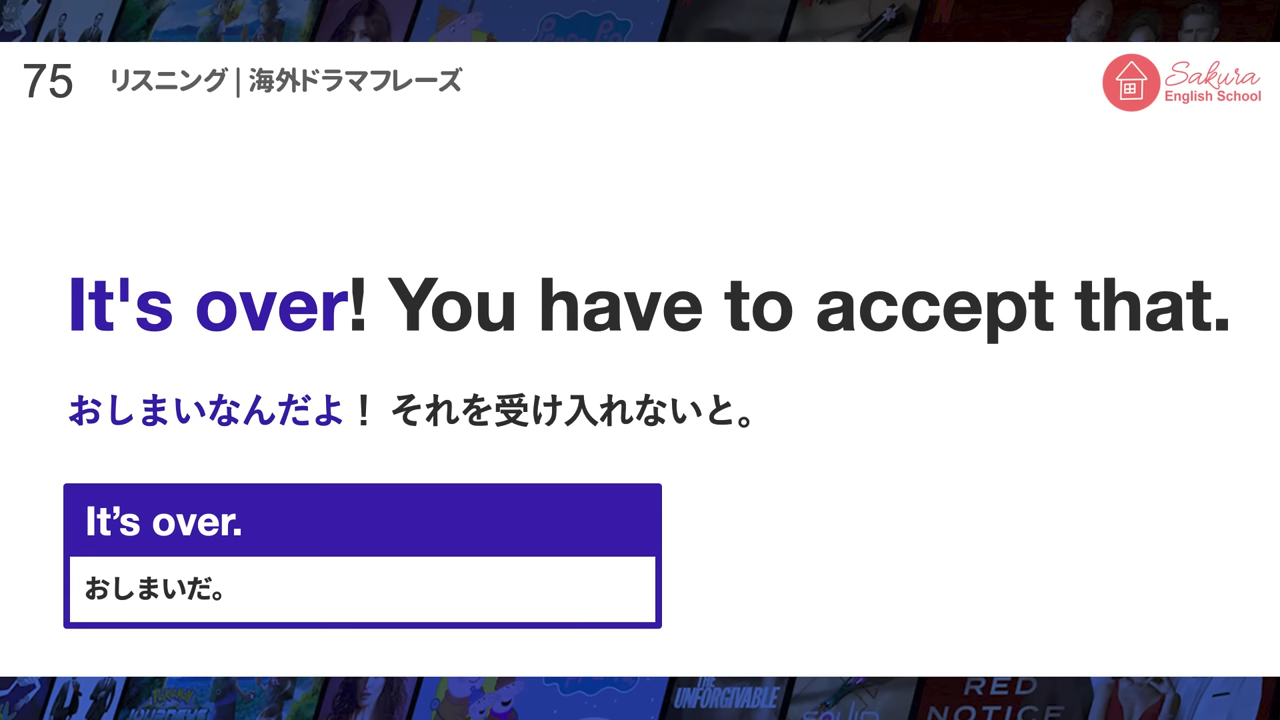 75 リスニング | 海外ドラマフレーズ
Sakura
English School
It's over! You have to accept that.
おしまいなんだよ！ それを受け入れないと。
It’s over.
おしまいだ。
POKÉMON
JOURNEYS
THE
UNFORGIVABLE
RED
NOTICE